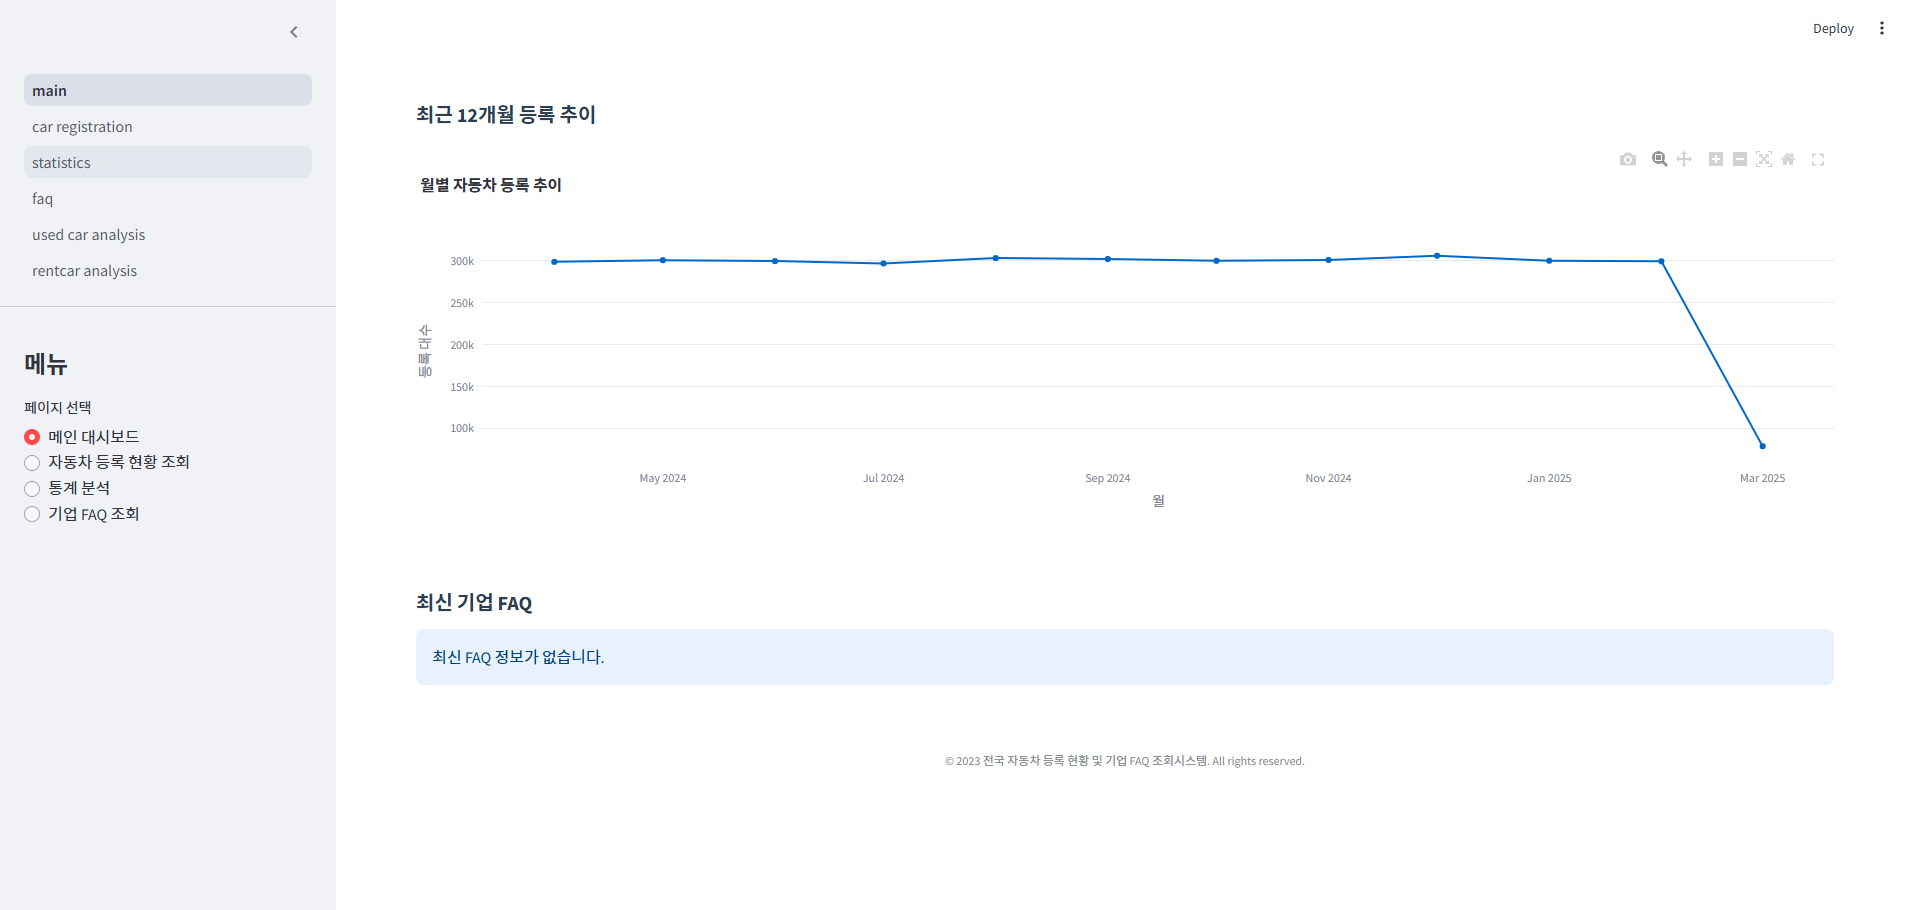 Deploy
main
car registration
statistics
faq
used car analysis
rentcar analysis
메뉴
페이지 선택
메인 대시보드
자동차 등록 현황 조회
통계 분석
기업 FAQ 조회
최근 12개월 등록 추이
월별 자동차 등록 추이
300k
250k
200k
150k
100k
등록 대수
May 2024
Jul 2024
Sep 2024
Nov 2024
Jan 2025
Mar 2025
월
최신 기업 FAQ
최신 FAQ 정보가 없습니다.
© 2023 전국 자동차 등록 현황 및 기업 FAQ 조회시스템. All rights reserved.